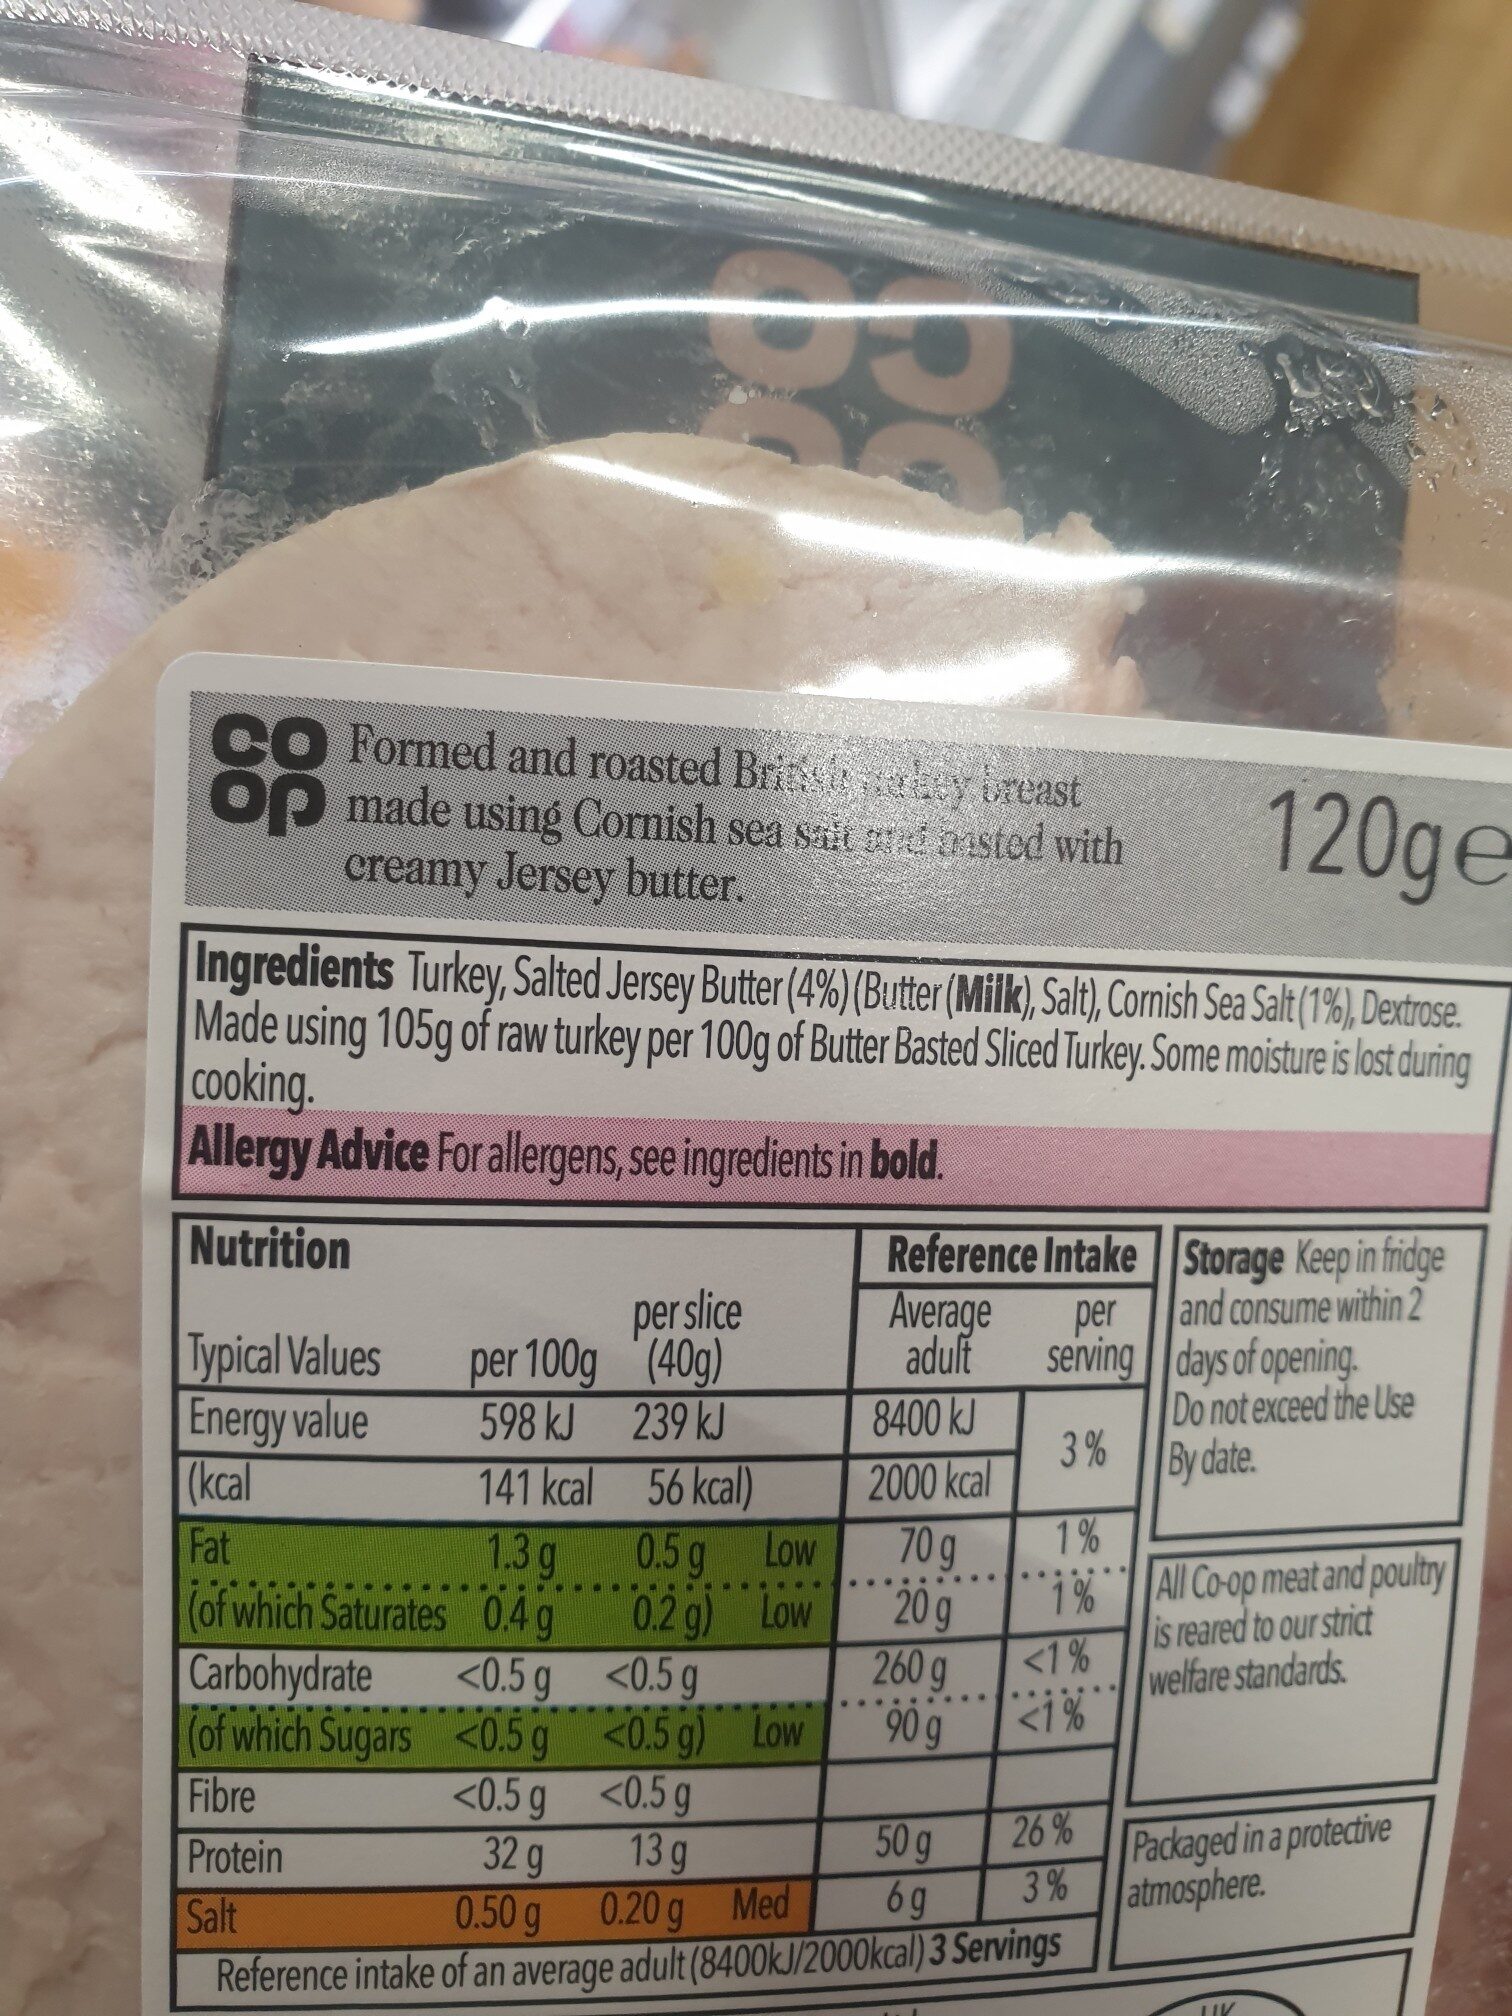 CO
OP
Formed and roasted British turkey breast
made using Cornish sea salt and basted with
creamy Jersey butter.
120g e
Ingredients Turkey, Salted Jersey Butter (4%) (Butter (Milk), Salt), Cornish Sea Salt (1%), Dextrose.
Made using 105g of raw turkey per 100g of Butter Basted Sliced Turkey. Some moisture is lost during
cooking.
Allergy Advice For allergens, see ingredients in bold.
Nutrition Reference Intake
Typical Values per 100g per slice (40g) Average adult per serving
Energy value 598 kJ 239 kJ 8400 kJ 3%
(kcal 141 kcal 56 kcal) 2000 kcal
Fat 1.3 g 0.5 g Low 70 g 1%
(of which Saturates 0.4 g 0.2 g) Low 20 g 1%
Carbohydrate <0.5 g <0.5 g 260 g <1%
(of which Sugars <0.5 g <0.5 g) Low 90 g <1%
Fibre <0.5 g <0.5 g
Protein 32 g 13 g 50 g 26%
Salt 0.50 g 0.20 g Med 6 g 3%
Reference intake of an average adult (8400kJ/2000kcal) 3 Servings
Storage Keep in fridge
and consume within 2
days of opening.
Do not exceed the Use
By date.
All Co-op meat and poultry
is reared to our strict
welfare standards.
Packaged in a protective
atmosphere.
UK